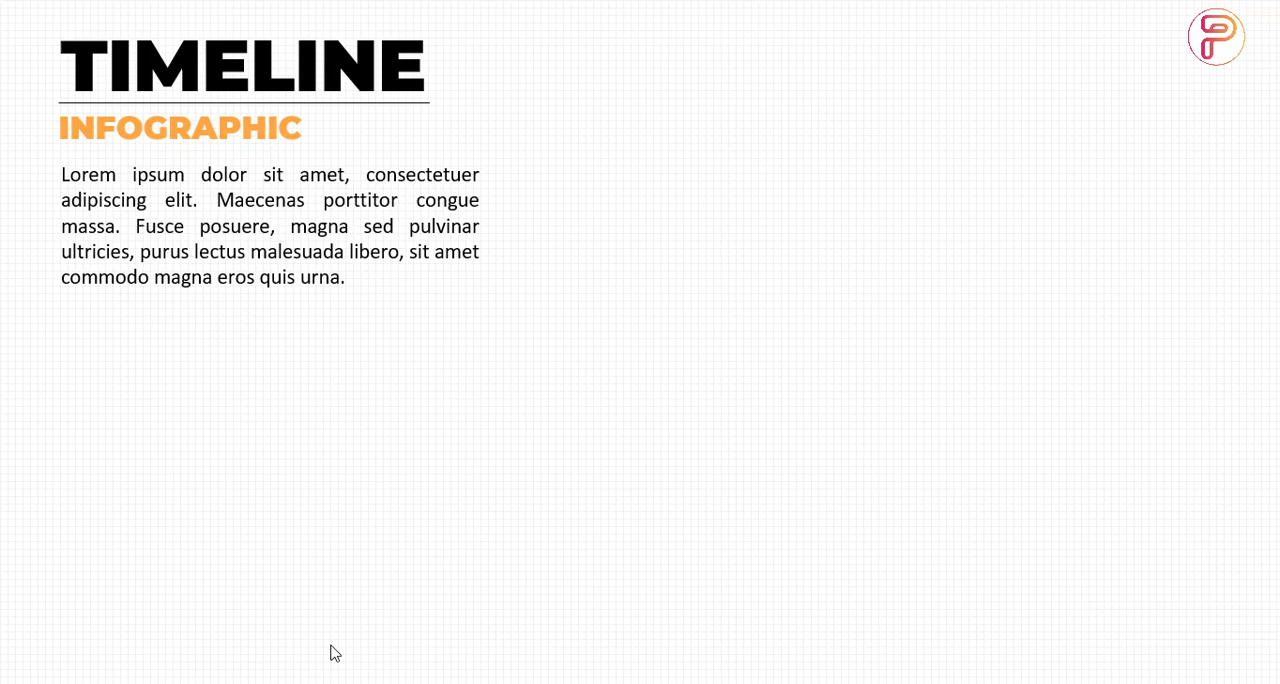 TIMELINE
INFOGRAPHIC
Lorem ipsum dolor sit amet, consectetuer
adipiscing elit. Maecenas porttitor congue
massa. Fusce posuere, magna sed pulvinar
ultricies, purus lectus malesuada libero, sit amet
commodo magna eros quis urna.